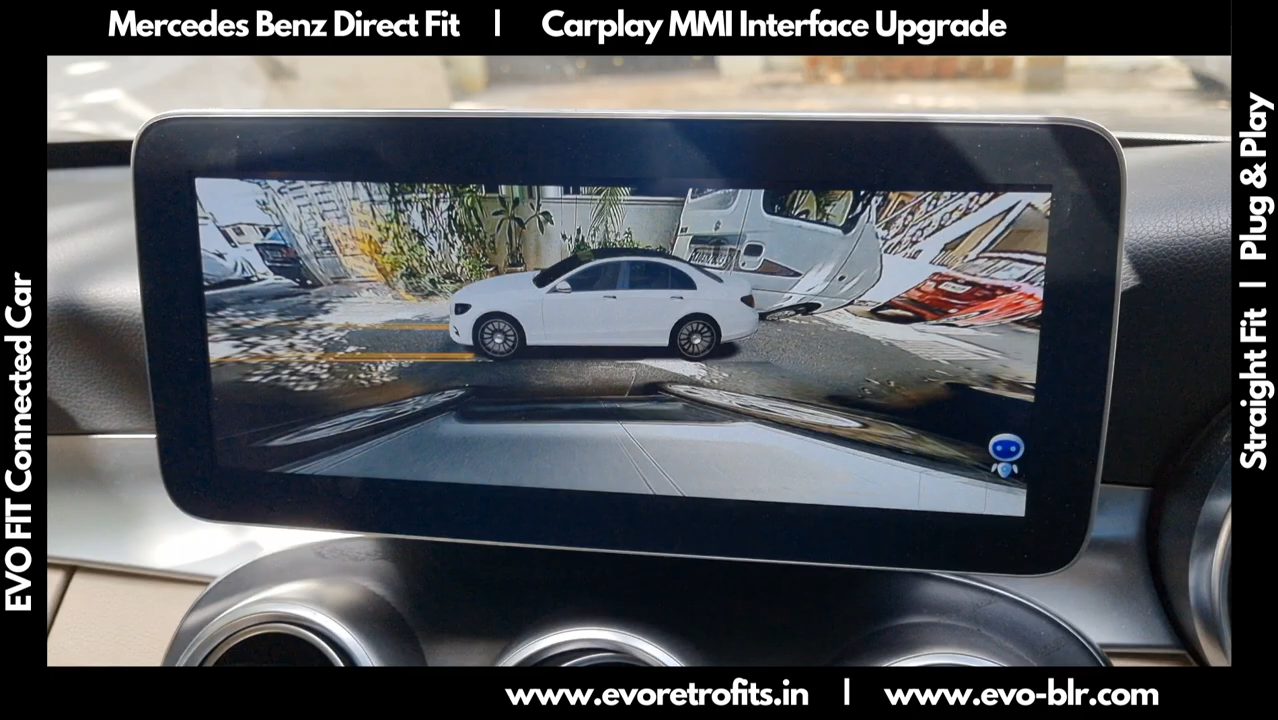 Mercedes Benz Direct Fit | Carplay MMI Interface Upgrade
EVO FIT Connected Car
Straight Fit | Plug & Play
www.evoretrofits.in | www.evo-blr.com